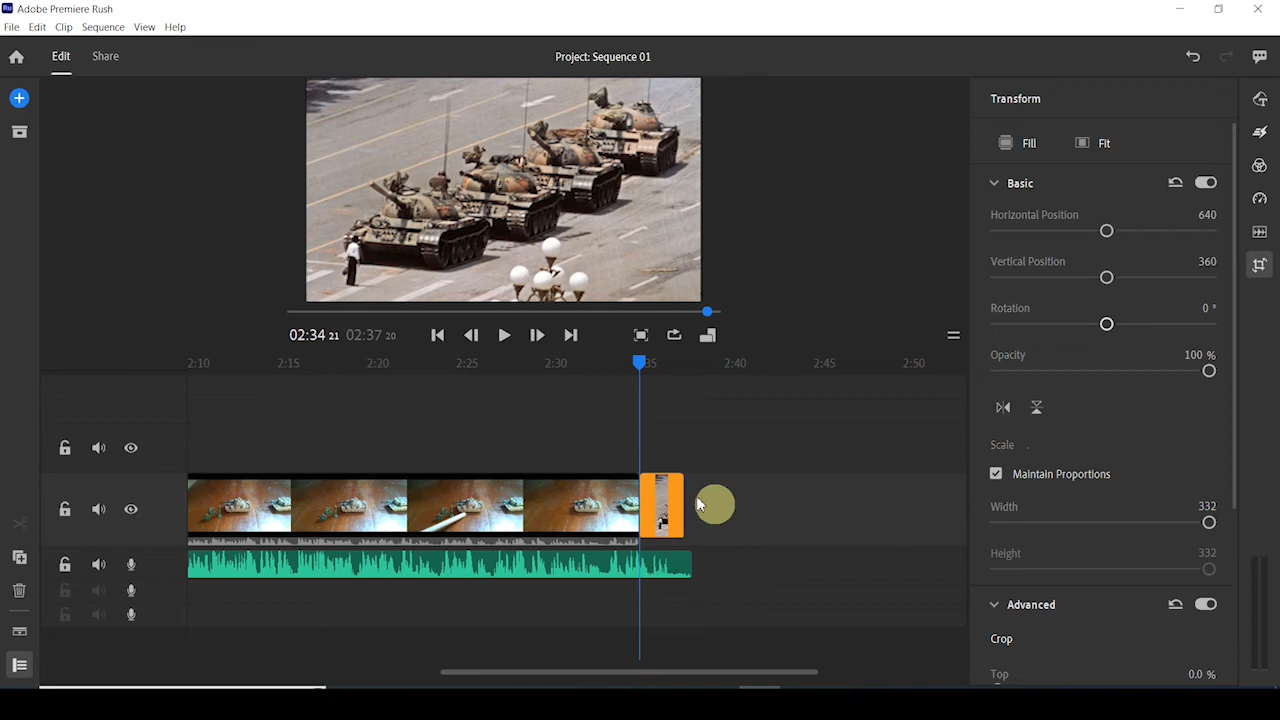 Ru Adobe Premiere Rush
File Edit Clip Sequence View Help
Edit Share Project: Sequence 01
Transform
Fill Fit
Basic
Horizontal Position 640
Vertical Position 360
Rotation 0 °
02:34 21 02:37 20
Opacity 100 %
2:10 2:15 2:20 2:25 2:30 :35 2:40 2:45 2:50
Scale
Maintain Proportions
Width 332
Height 332
Advanced
Crop
Top 0.0 %